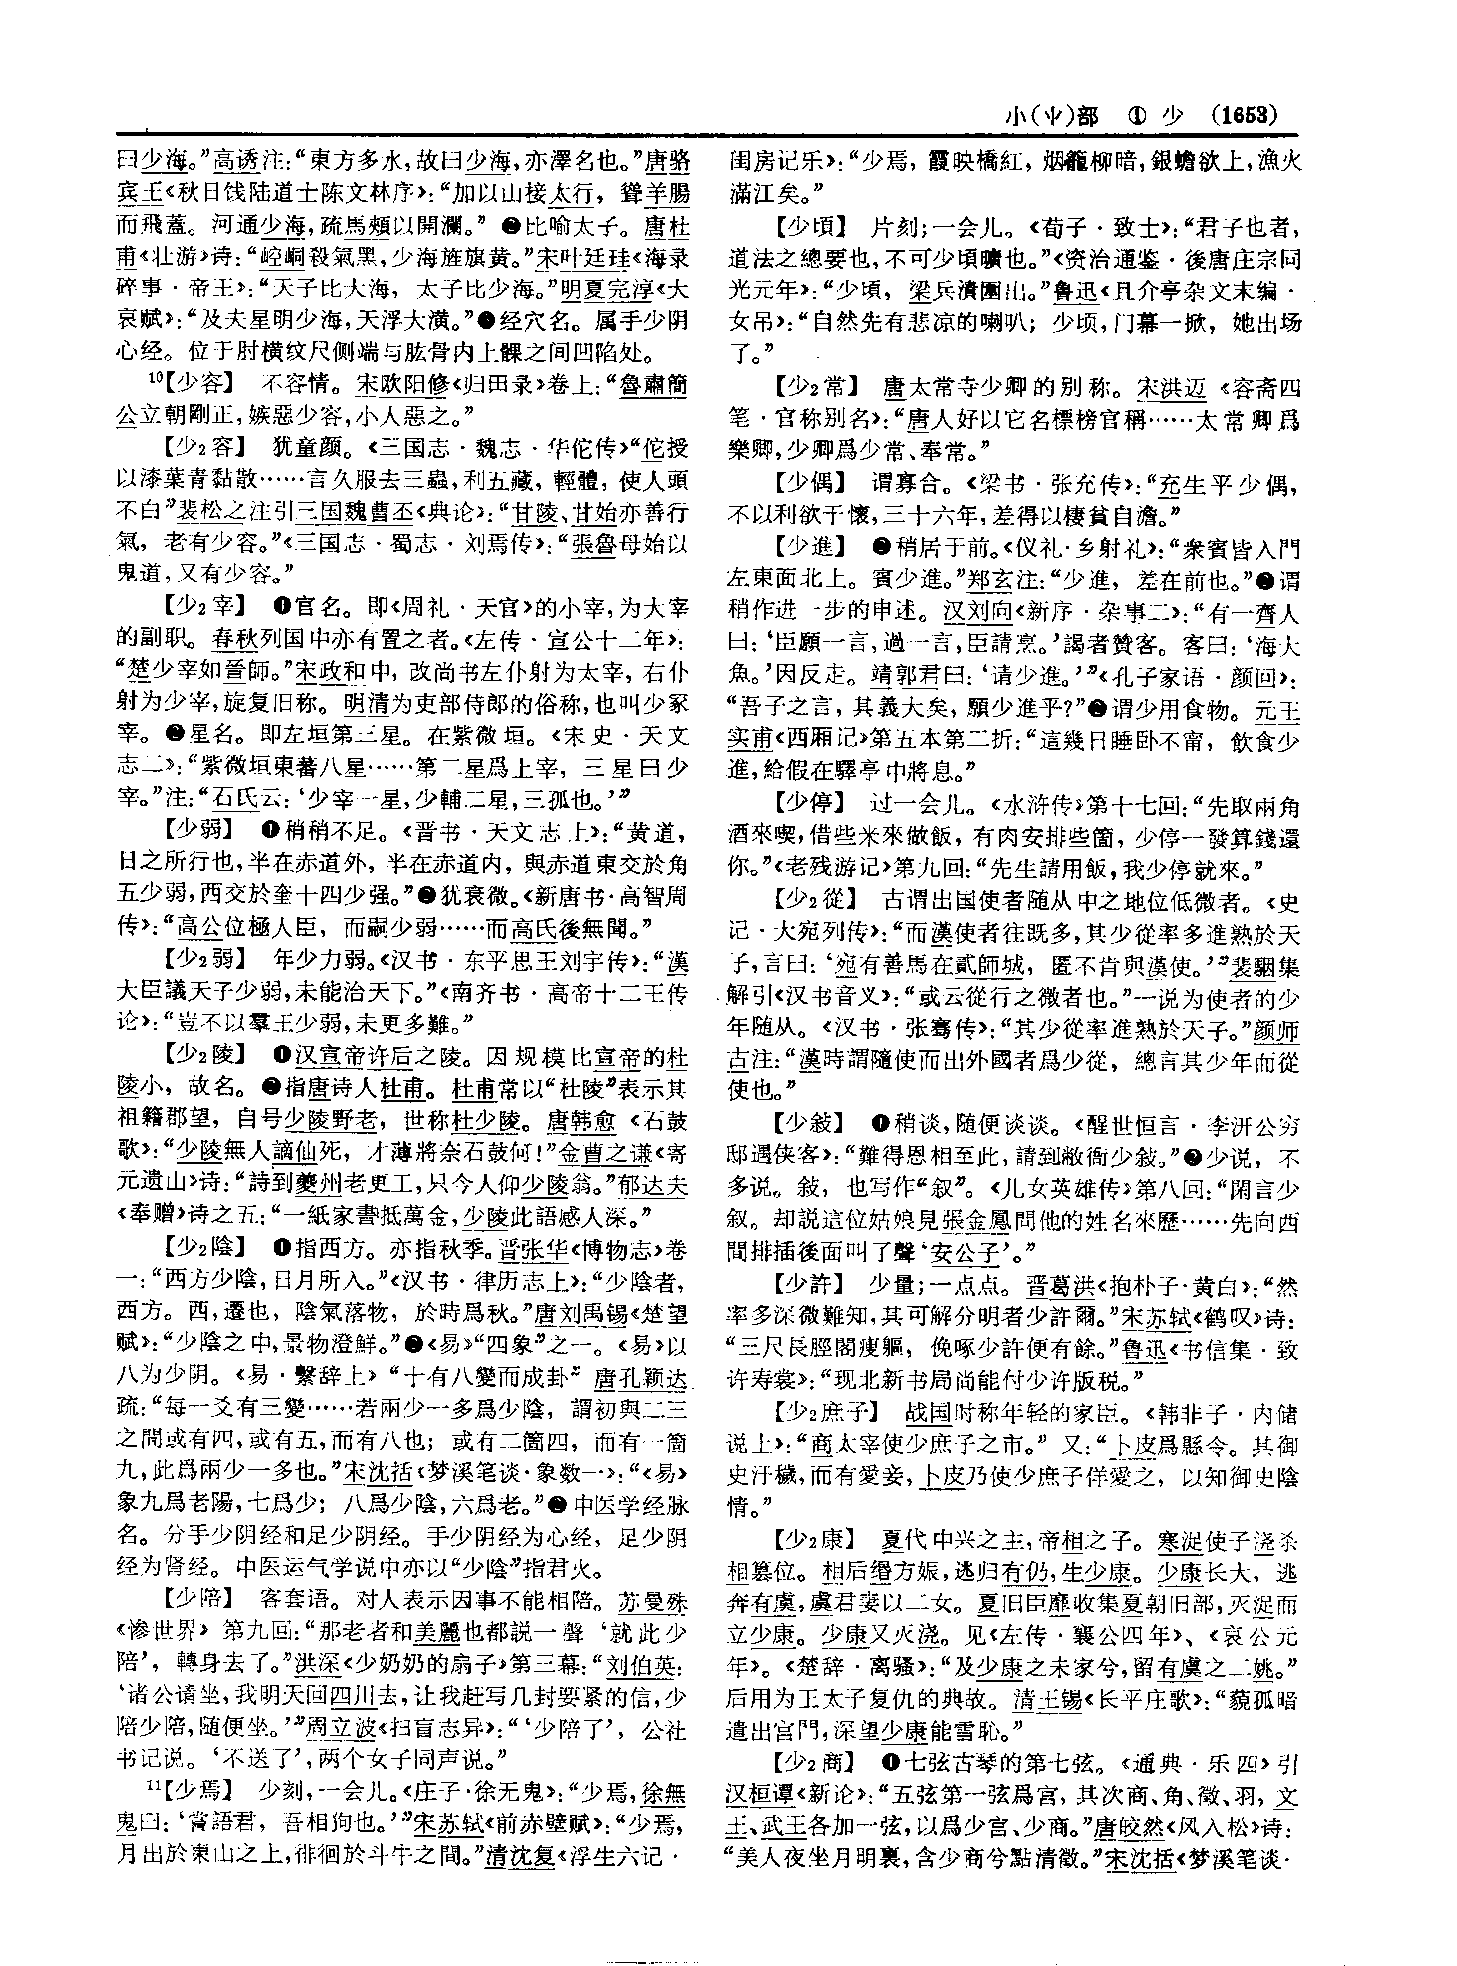 小(⺌)部 ① 少 (1653)
曰少海。”高诱注:“東方多水,故曰少海,亦澤名也。”唐骆
宾王《秋日饯陆道士陈文林序》:“加以山接太行,聳羊腸
而飛蓋。河通少海,疏馬頰以開瀾。” ❷比喻太子。唐杜
甫《壮游》诗:“崆峒殺氣黑,少海旌旗黄。”宋叶廷珪《海录
碎事·帝王》:“天子比大海,太子比少海。”明夏完淳《大
哀赋》:“及夫星明少海,天浮大潢。”❸经穴名。属手少阴
心经。位于肘横纹尺侧端与肱骨内上髁之间凹陷处。
10【少容】 不容情。宋欧阳修《归田录》卷上:“魯肅簡
公立朝剛正,嫉惡少容,小人惡之。”
【少2容】 犹童颜。《三国志·魏志·华佗传》“佗授
以漆葉青黏散……言久服去三蟲,利五藏,輕體,使人頭
不白”裴松之注引三国魏曹丕《典论》:“甘陵、甘始亦善行
氣,老有少容。”《三国志·蜀志·刘焉传》:“張魯母始以
鬼道,又有少容。”
【少2宰】 ❶官名。即《周礼·天官》的小宰,为大宰
的副职。春秋列国中亦有置之者。《左传·宣公十二年》:
“楚少宰如晉師。”宋政和中,改尚书左仆射为太宰,右仆
射为少宰,旋复旧称。明清为吏部侍郎的俗称,也叫少冢
宰。❷星名。即左垣第三星。在紫微垣。《宋史·天文
志二》:“紫微垣東蕃八星……第二星爲上宰,三星曰少
宰。”注:“石氏云:‘少宰一星,少輔二星,三孤也。’”
【少弱】 ❶稍稍不足。《晋书·天文志上》:“黄道,
日之所行也,半在赤道外,半在赤道内,與赤道東交於角
五少弱,西交於奎十四少强。”❷犹衰微。《新唐书·高智周
传》:“高公位極人臣,而嗣少弱……而高氏後無聞。”
【少2弱】 年少力弱。《汉书·东平思王刘宇传》:“漢
大臣議天子少弱,未能治天下。”《南齐书·高帝十二王传
论》:“豈不以羣王少弱,未更多難。”
【少2陵】 ❶汉宣帝许后之陵。因规模比宣帝的杜
陵小,故名。❷指唐诗人杜甫。杜甫常以“杜陵”表示其
祖籍郡望,自号少陵野老,世称杜少陵。唐韩愈《石鼓
歌》:“少陵無人謫仙死,才薄將奈石鼓何!”金曹之谦《寄
元遗山》诗:“詩到夔州老更工,只今人仰少陵翁。”郁达夫
《奉赠》诗之五:“一紙家書抵萬金,少陵此語感人深。”
【少2陰】 ❶指西方。亦指秋季。晋张华《博物志》卷
一:“西方少陰,日月所入。”《汉书·律历志上》:“少陰者,
西方。西,遷也,陰氣落物,於時爲秋。”唐刘禹锡《楚望
赋》:“少陰之中,景物澄鮮。”❷《易》“四象”之一。《易》以
八为少阴。《易·繫辞上》“十有八變而成卦”唐孔颖达
疏:“每一爻有三變……若兩少一多爲少陰,謂初與二三
之間或有四,或有五,而有八也;或有二箇四,而有一箇
九,此爲兩少一多也。”宋沈括《梦溪笔谈·象数一》:“《易》
象九爲老陽,七爲少;八爲少陰,六爲老。”❸中医学经脉
名。分手少阴经和足少阴经。手少阴经为心经,足少阴
经为肾经。中医运气学说中亦以“少陰”指君火。
【少陪】 客套语。对人表示因事不能相陪。苏曼殊
《惨世界》第九回:“那老者和美麗也都説一聲‘就此少
陪’,轉身去了。”洪深《少奶奶的扇子》第三幕:“刘伯英:
‘诸公请坐,我明天回四川去,让我赶写几封要紧的信,少
陪少陪,随便坐。’”周立波《扫盲志异》:“‘少陪了’,公社
书记说。‘不送了’,两个女子同声说。”
11【少焉】 少刻,一会儿。《庄子·徐无鬼》:“少焉,徐無
鬼曰:‘嘗語君,吾相狗也。’”宋苏轼《前赤壁赋》:“少焉,
月出於東山之上,徘徊於斗牛之間。”清沈复《浮生六记·
闺房记乐》:“少焉,霞映橋紅,烟籠柳暗,銀蟾欲上,漁火
滿江矣。”
【少頃】 片刻;一会儿。《荀子·致士》:“君子也者,
道法之總要也,不可少頃曠也。”《资治通鉴·後唐庄宗同
光元年》:“少頃,梁兵潰圍出。”鲁迅《且介亭杂文末编·
女吊》:“自然先有悲凉的喇叭;少顷,门幕一掀,她出场
了。”
【少2常】 唐太常寺少卿的别称。宋洪迈《容斋四
笔·官称别名》:“唐人好以它名標榜官稱……太常卿爲
樂卿,少卿爲少常、奉常。”
【少偶】 谓寡合。《梁书·张充传》:“充生平少偶,
不以利欲干懷,三十六年,差得以棲貧自澹。”
【少進】 ❶稍居于前。《仪礼·乡射礼》:“衆賓皆入門
左東面北上。賓少進。”郑玄注:“少進,差在前也。”❷谓
稍作进一步的申述。汉刘向《新序·杂事二》:“有一齊人
曰:‘臣願一言,過一言,臣請烹。’謁者贊客。客曰:‘海大
魚。’因反走。靖郭君曰:‘请少進。’”《孔子家语·颜回》:
“吾子之言,其義大矣,願少進乎?”❸谓少用食物。元王
实甫《西厢记》第五本第二折:“這幾日睡卧不甯,飲食少
進,給假在驛亭中將息。”
【少停】 过一会儿。《水浒传》第十七回:“先取兩角
酒來喫,借些米來做飯,有肉安排些箇,少停一發算錢還
你。”《老残游记》第九回:“先生請用飯,我少停就來。”
【少2從】 古谓出国使者随从中之地位低微者。《史
记·大宛列传》:“而漢使者往既多,其少從率多進熟於天
子,言曰:‘宛有善馬在貳師城,匿不肯與漢使。’”裴駰集
解引《汉书音义》:“或云從行之微者也。”一说为使者的少
年随从。《汉书·张骞传》:“其少從率進熟於天子。”颜师
古注:“漢時謂隨使而出外國者爲少從,總言其少年而從
使也。”
【少敍】 ❶稍谈,随便谈谈。《醒世恒言·李汧公穷
邸遇侠客》:“難得恩相至此,請到敝衙少敍。”❷少说,不
多说。敍,也写作“叙”。《儿女英雄传》第八回:“閑言少
叙。却説這位姑娘見張金鳳問他的姓名來歷……先向西
間排插後面叫了聲‘安公子’。”
【少許】 少量;一点点。晋葛洪《抱朴子·黄白》:“然
率多深微難知,其可解分明者少許爾。”宋苏轼《鹤叹》诗:
“三尺長脛閣瘦軀,俛啄少許便有餘。”鲁迅《书信集·致
许寿裳》:“现北新书局尚能付少许版税。”
【少2庶子】 战国时称年轻的家臣。《韩非子·内储
说上》:“商太宰使少庶子之市。” 又:“卜皮爲縣令。其御
史汙穢,而有愛妾,卜皮乃使少庶子佯愛之,以知御史陰
情。”
【少2康】 夏代中兴之主,帝相之子。寒浞使子浇杀
相篡位。相后缗方娠,逃归有仍,生少康。少康长大,逃
奔有虞,虞君妻以二女。夏旧臣靡收集夏朝旧部,灭浞而
立少康。少康又灭浇。见《左传·襄公四年》、《哀公元
年》。《楚辞·离骚》:“及少康之未家兮,留有虞之二姚。”
后用为王太子复仇的典故。清王锡《长平庄歌》:“藐孤暗
遣出宫門,深望少康能雪恥。”
【少2商】 ❶七弦古琴的第七弦。《通典·乐四》引
汉桓谭《新论》:“五弦第一弦爲宫,其次商、角、徵、羽,文
王、武王各加一弦,以爲少宫、少商。”唐皎然《风入松》诗:
“美人夜坐月明裏,含少商兮點清徵。”宋沈括《梦溪笔谈·